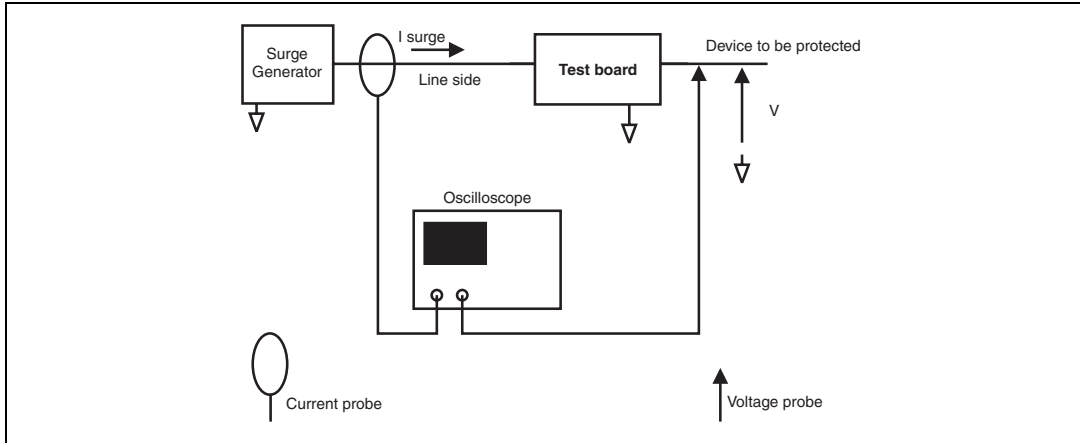 Surge
Generator
I surge
Line side
Test board
Device to be protected
V
Oscilloscope
Current probe
Voltage probe